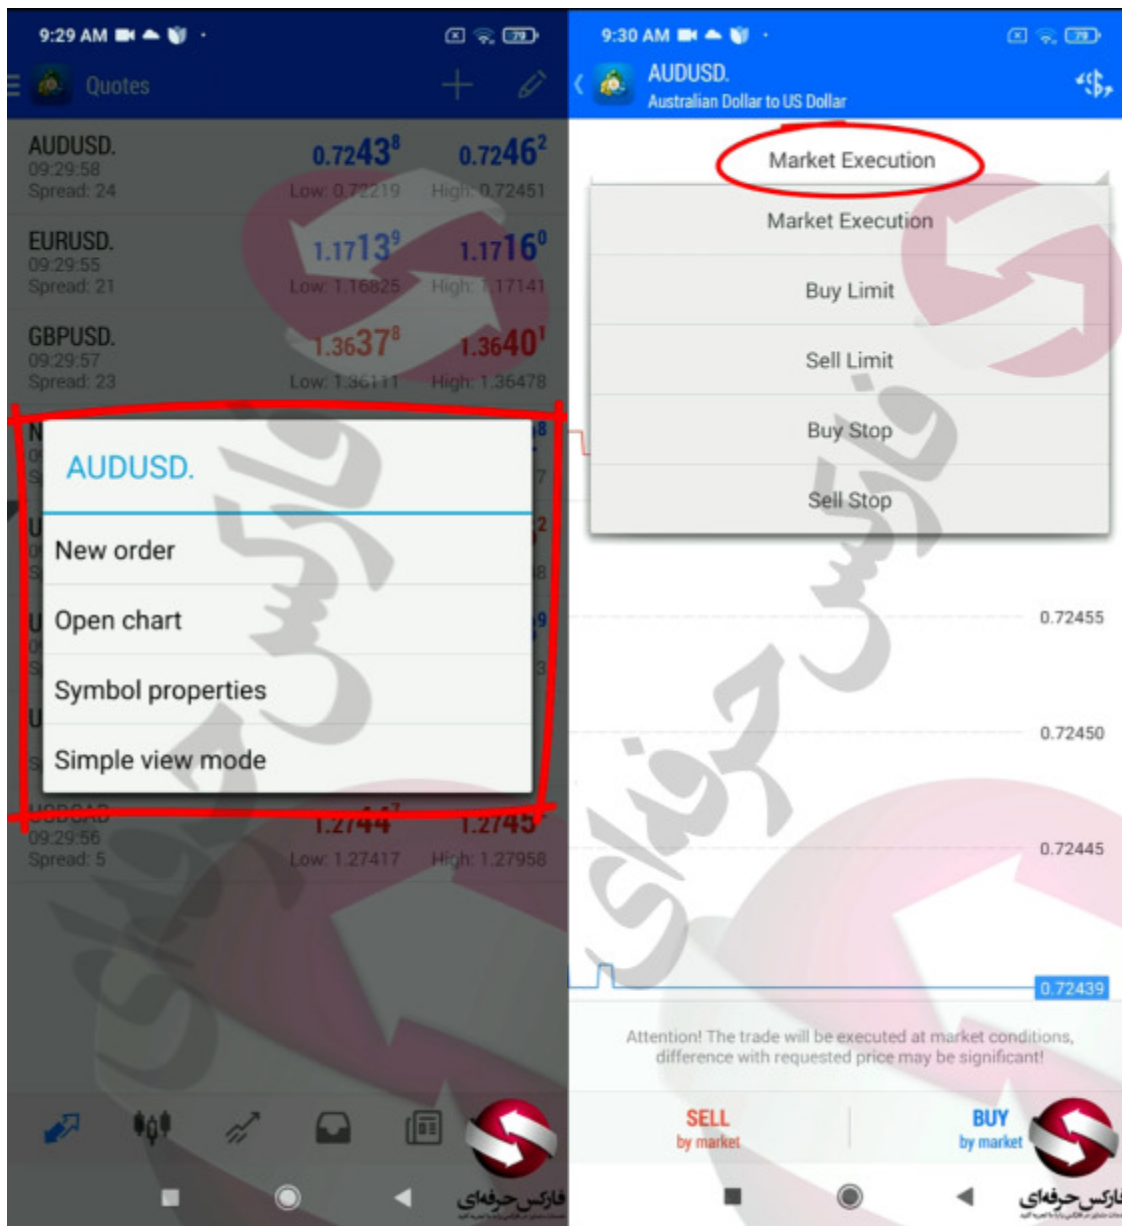 9:29 AM
79
Quotes
AUDUSD.
0.7243⁸ 0.7246²
09:29:58
Spread: 24 Low: 0.72219 High: 0.72451
EURUSD.
1.1713⁹ 1.1716⁰
09:29:55
Spread: 21 Low: 1.16825 High: 1.17141
GBPUSD.
1.3637⁸ 1.3640¹
09:29:57
Spread: 23 Low: 1.36111 High: 1.36478
AUDUSD.
New order
Open chart
Symbol properties
Simple view mode
USDCAD
1.2744⁷ 1.2745
09:29:56
Spread: 5 Low: 1.27417 High: 1.27958
فارکس حرفه‌ای
9:30 AM
79
AUDUSD.
Australian Dollar to US Dollar
Market Execution
Market Execution
Buy Limit
Sell Limit
Buy Stop
Sell Stop
0.72455
0.72450
0.72445
0.72439
Attention! The trade will be executed at market conditions,
difference with requested price may be significant!
SELL BUY
by market by market
فارکس حرفه‌ای
فارکس حرفه‌ای